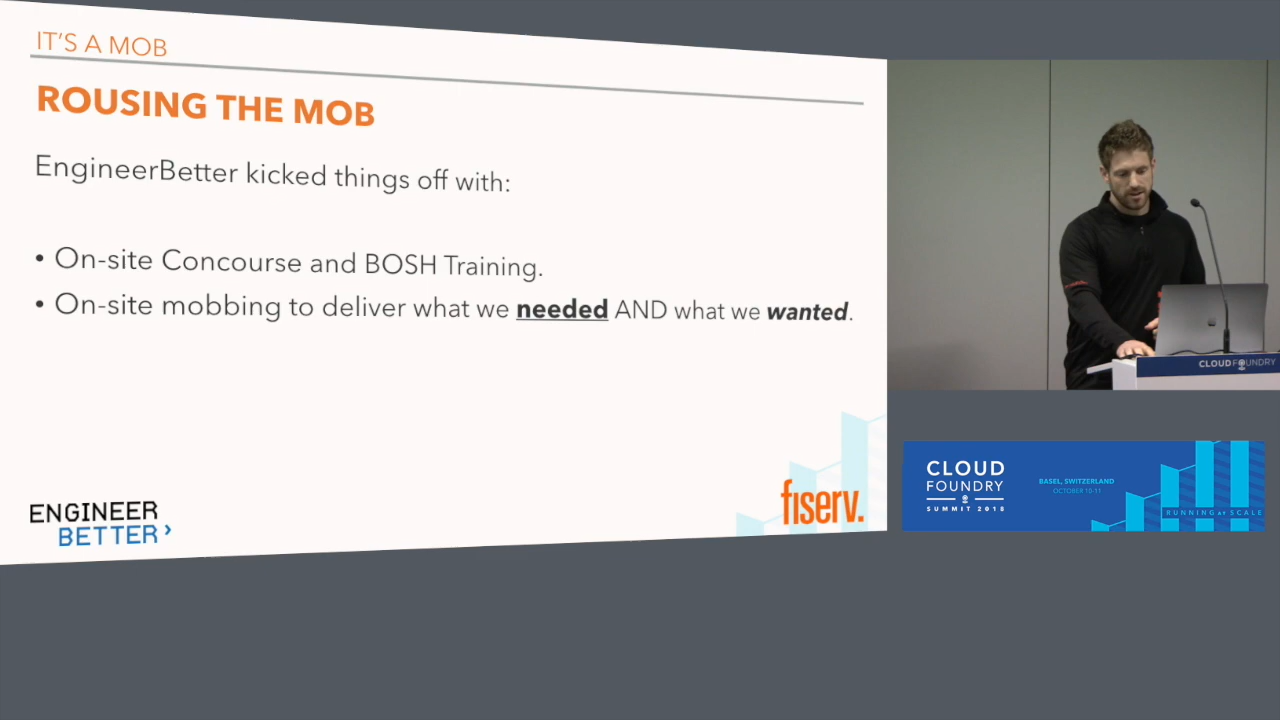 IT'S A MOB
ROUSING THE MOB
EngineerBetter kicked things off with:
• On-site Concourse and BOSH Training.
• On-site mobbing to deliver what we needed AND what we wanted.
ENGINEER
BETTER
fiserv.
CLOUD FOUNDRY
CLOUD
FOUNDRY
SUMMIT 2018
BASEL, SWITZERLAND
OCTOBER 10-11
RUNNING AT SCALE